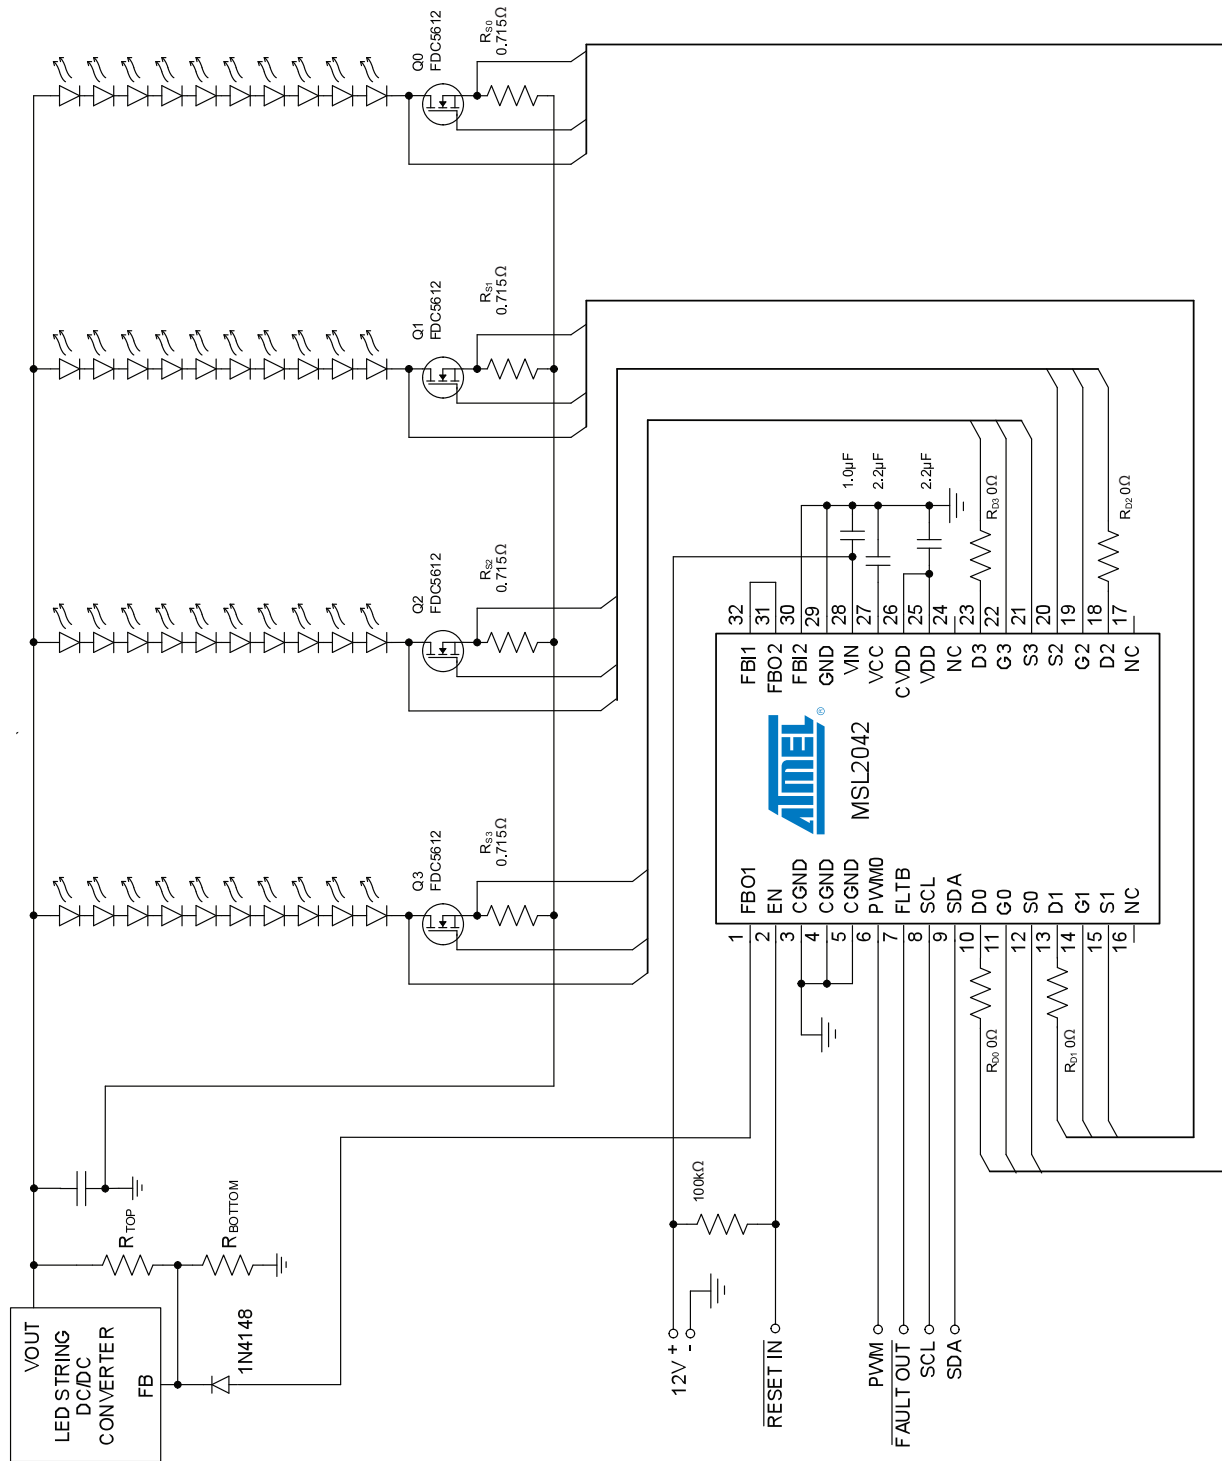 VOUT
LED STRING
DC/DC
CONVERTER
FB
1N4148
RTOP
RBOTTOM
Q3
FDC5612
RS3
0.715Ω
Q2
FDC5612
RS2
0.715Ω
Q1
FDC5612
RS1
0.715Ω
Q0
FDC5612
RS0
0.715Ω
12V +
-
100kΩ
RESET IN
PWM
FAULT OUT
SCL
SDA
RD0 0Ω
RD1 0Ω
1 FBO1
2 EN
3 CGND
4 CGND
5 CGND
6 PWM0
7 FLTB
8 SCL
9 SDA
10 D0
11 G0
12 S0
13 D1
14 G1
15 S1
16 NC
ATMEL ®
MSL2042
FBI1 32
FBO2 31
FBI2 30
GND 29
VIN 28
VCC 27
CVDD 26
VDD 25
NC 24
D3 23
G3 22
S3 21
S2 20
G2 19
D2 18
NC 17
1.0µF
2.2µF
2.2µF
RD3 0Ω
RD2 0Ω